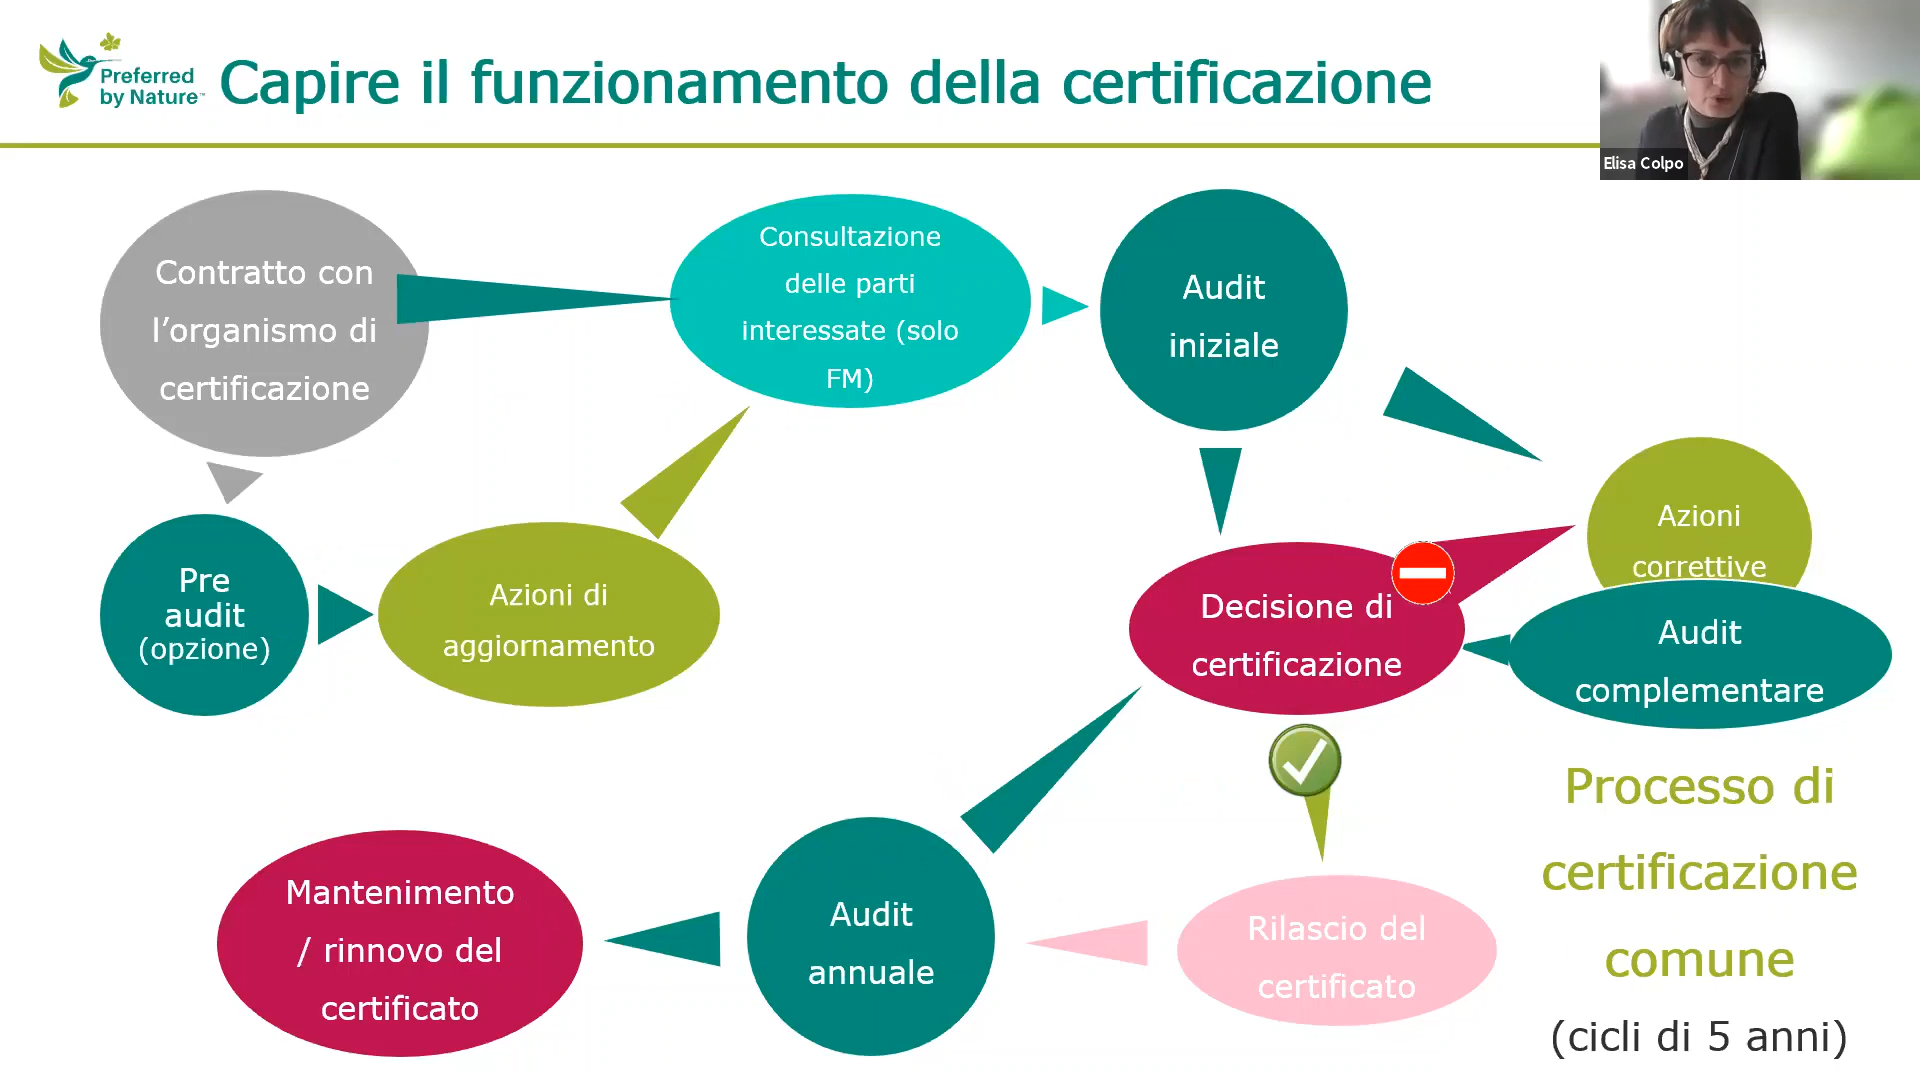 Preferred
by Nature™
Capire il funzionamento della certificazione
Elisa Colpo
Contratto con
l’organismo di
certificazione
Consultazione
delle parti
interessate (solo
FM)
Audit
iniziale
Pre
audit
(opzione)
Azioni di
aggiornamento
Decisione di
certificazione
Azioni
correttive
Audit
complementare
Mantenimento
/ rinnovo del
certificato
Audit
annuale
Rilascio del
certificato
Processo di
certificazione
comune
(cicli di 5 anni)